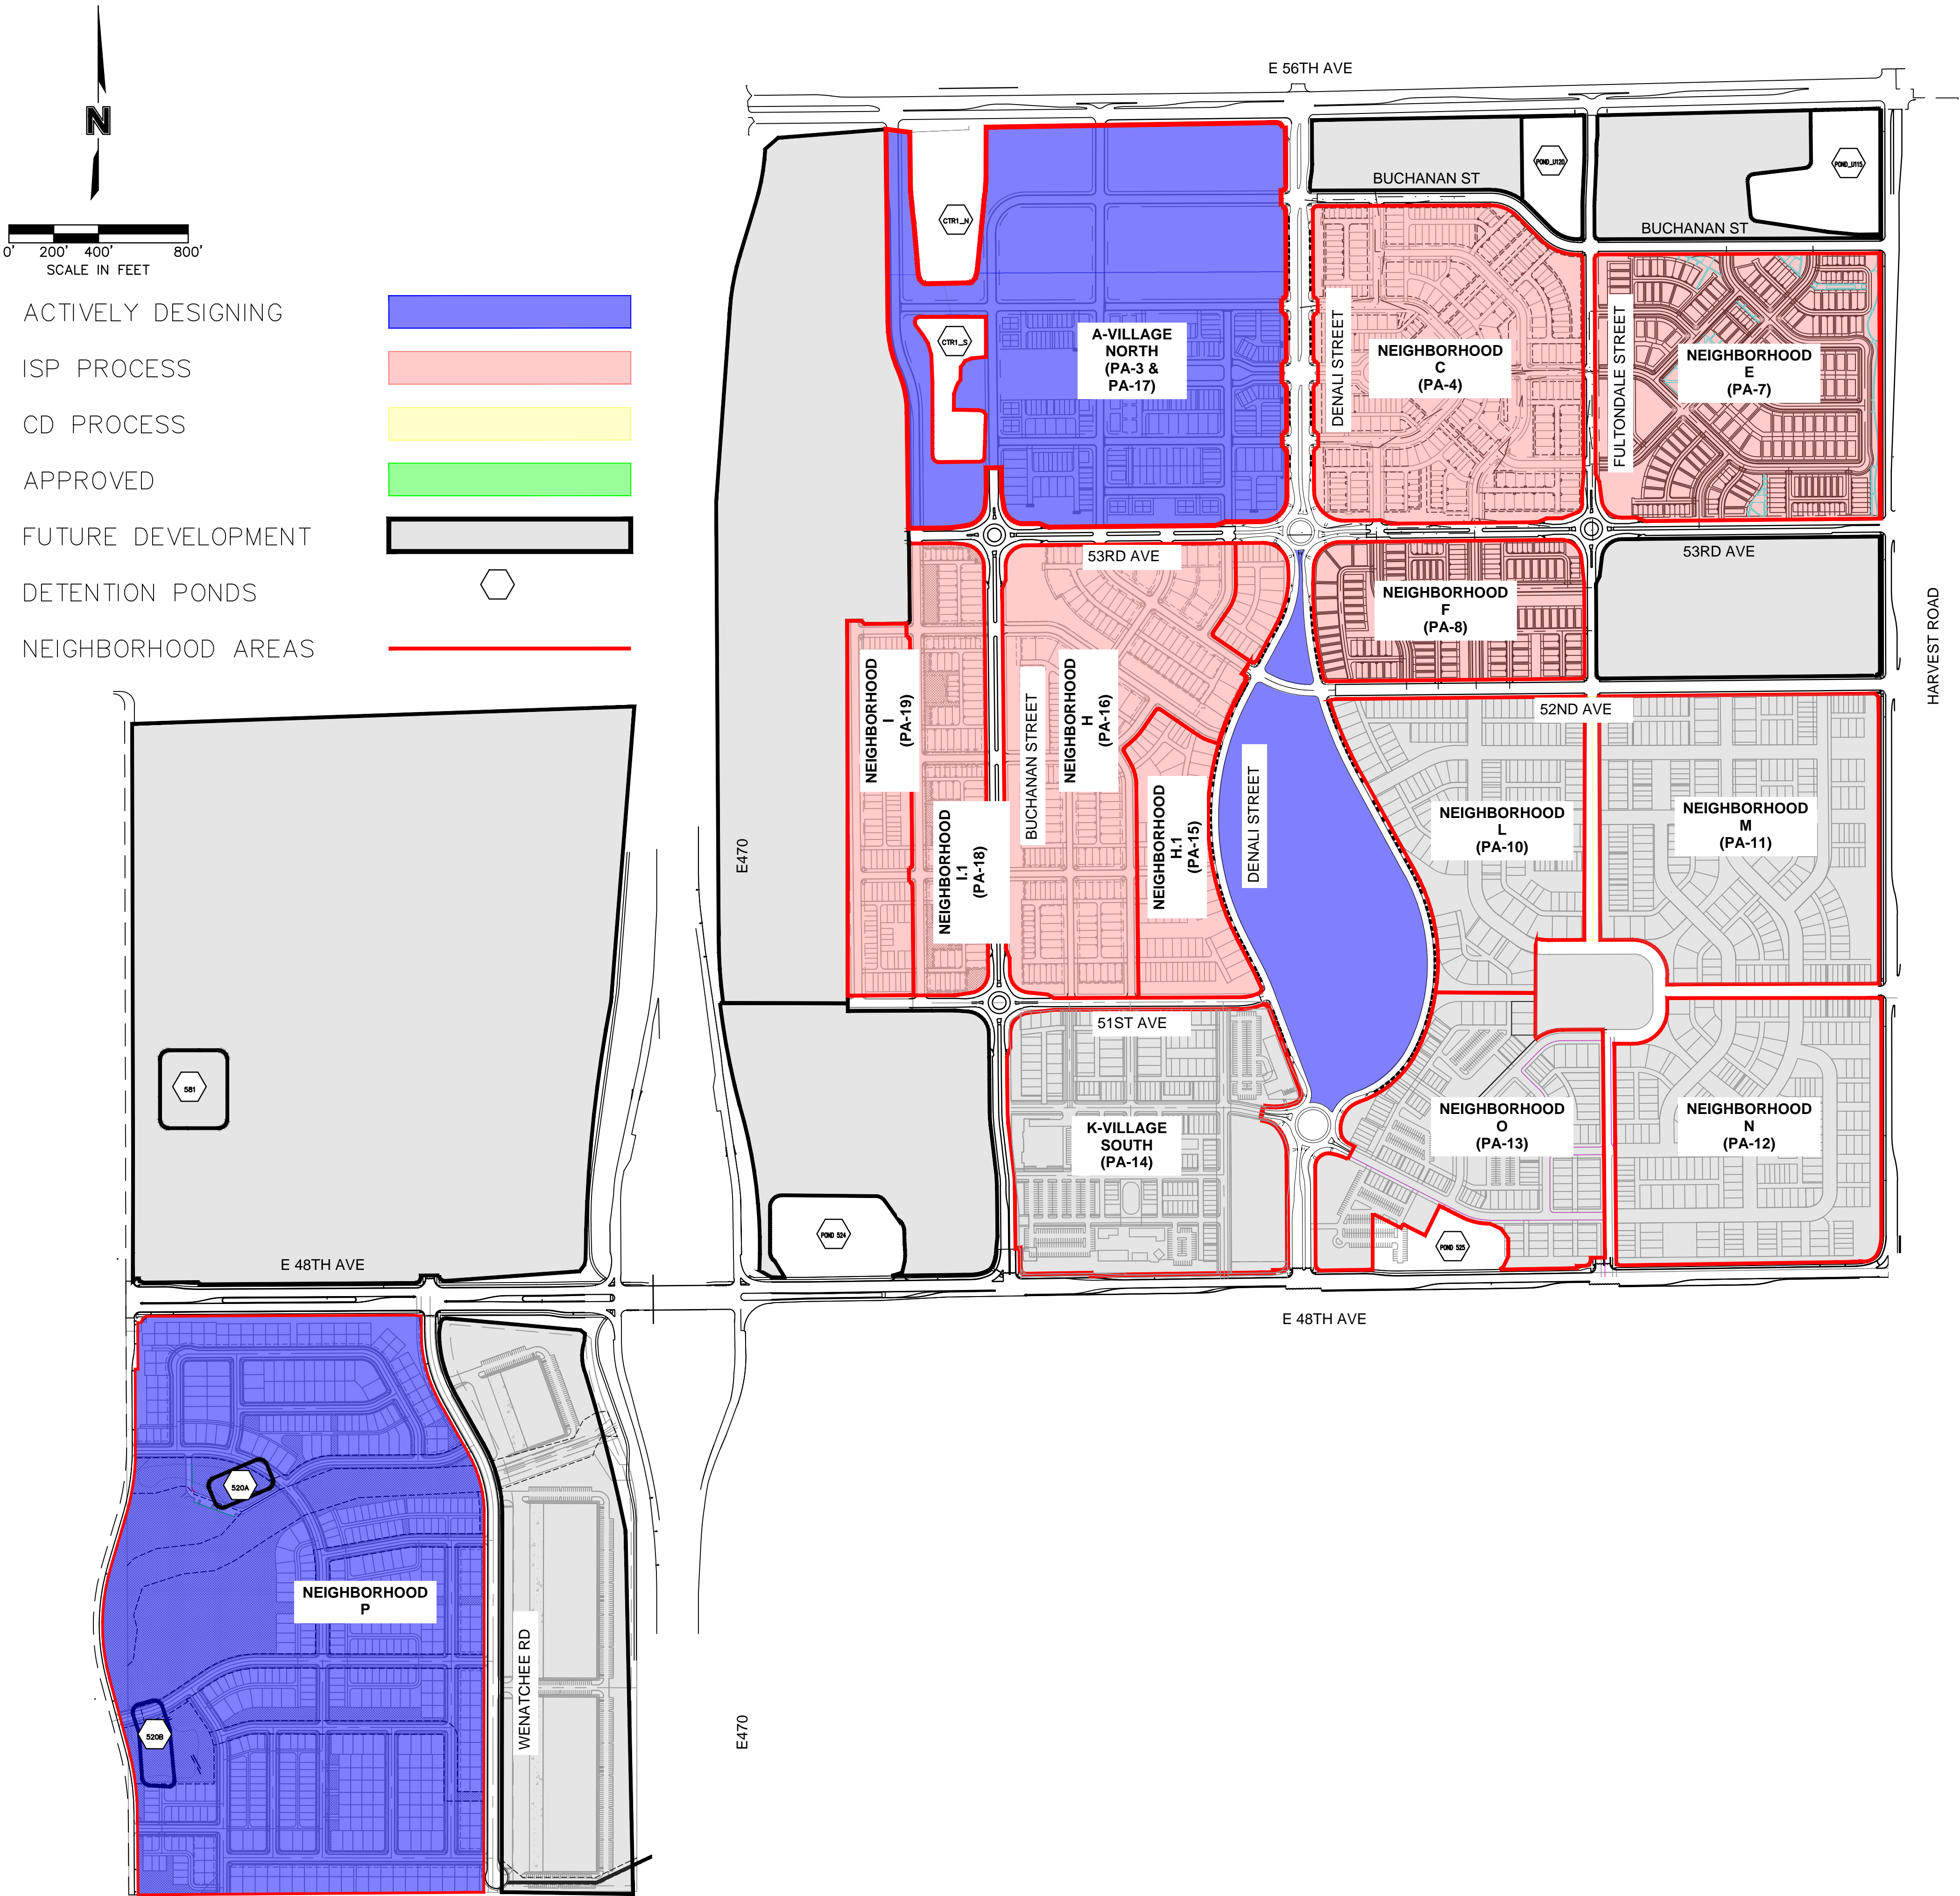 N
0' 200' 400' 800'
SCALE IN FEET
ACTIVELY DESIGNING
ISP PROCESS
CD PROCESS
APPROVED
FUTURE DEVELOPMENT
DETENTION PONDS
NEIGHBORHOOD AREAS
E 56TH AVE
BUCHANAN ST
POND_U120
POND_U115
BUCHANAN ST
CTR1_N
CTR1_S
A-VILLAGE
NORTH
(PA-3 &
PA-17)
DENALI STREET
NEIGHBORHOOD
C
(PA-4)
FULTONDALE STREET
NEIGHBORHOOD
E
(PA-7)
53RD AVE
53RD AVE
NEIGHBORHOOD
F
(PA-8)
HARVEST ROAD
NEIGHBORHOOD
I
(PA-19)
NEIGHBORHOOD
I.1
(PA-18)
BUCHANAN STREET
NEIGHBORHOOD
H
(PA-16)
NEIGHBORHOOD
H.1
(PA-15)
DENALI STREET
52ND AVE
NEIGHBORHOOD
L
(PA-10)
NEIGHBORHOOD
M
(PA-11)
E470
51ST AVE
581
K-VILLAGE
SOUTH
(PA-14)
NEIGHBORHOOD
O
(PA-13)
NEIGHBORHOOD
N
(PA-12)
POND 524
POND 525
E 48TH AVE
E 48TH AVE
520A
NEIGHBORHOOD
P
WENATCHEE RD
520B
E470